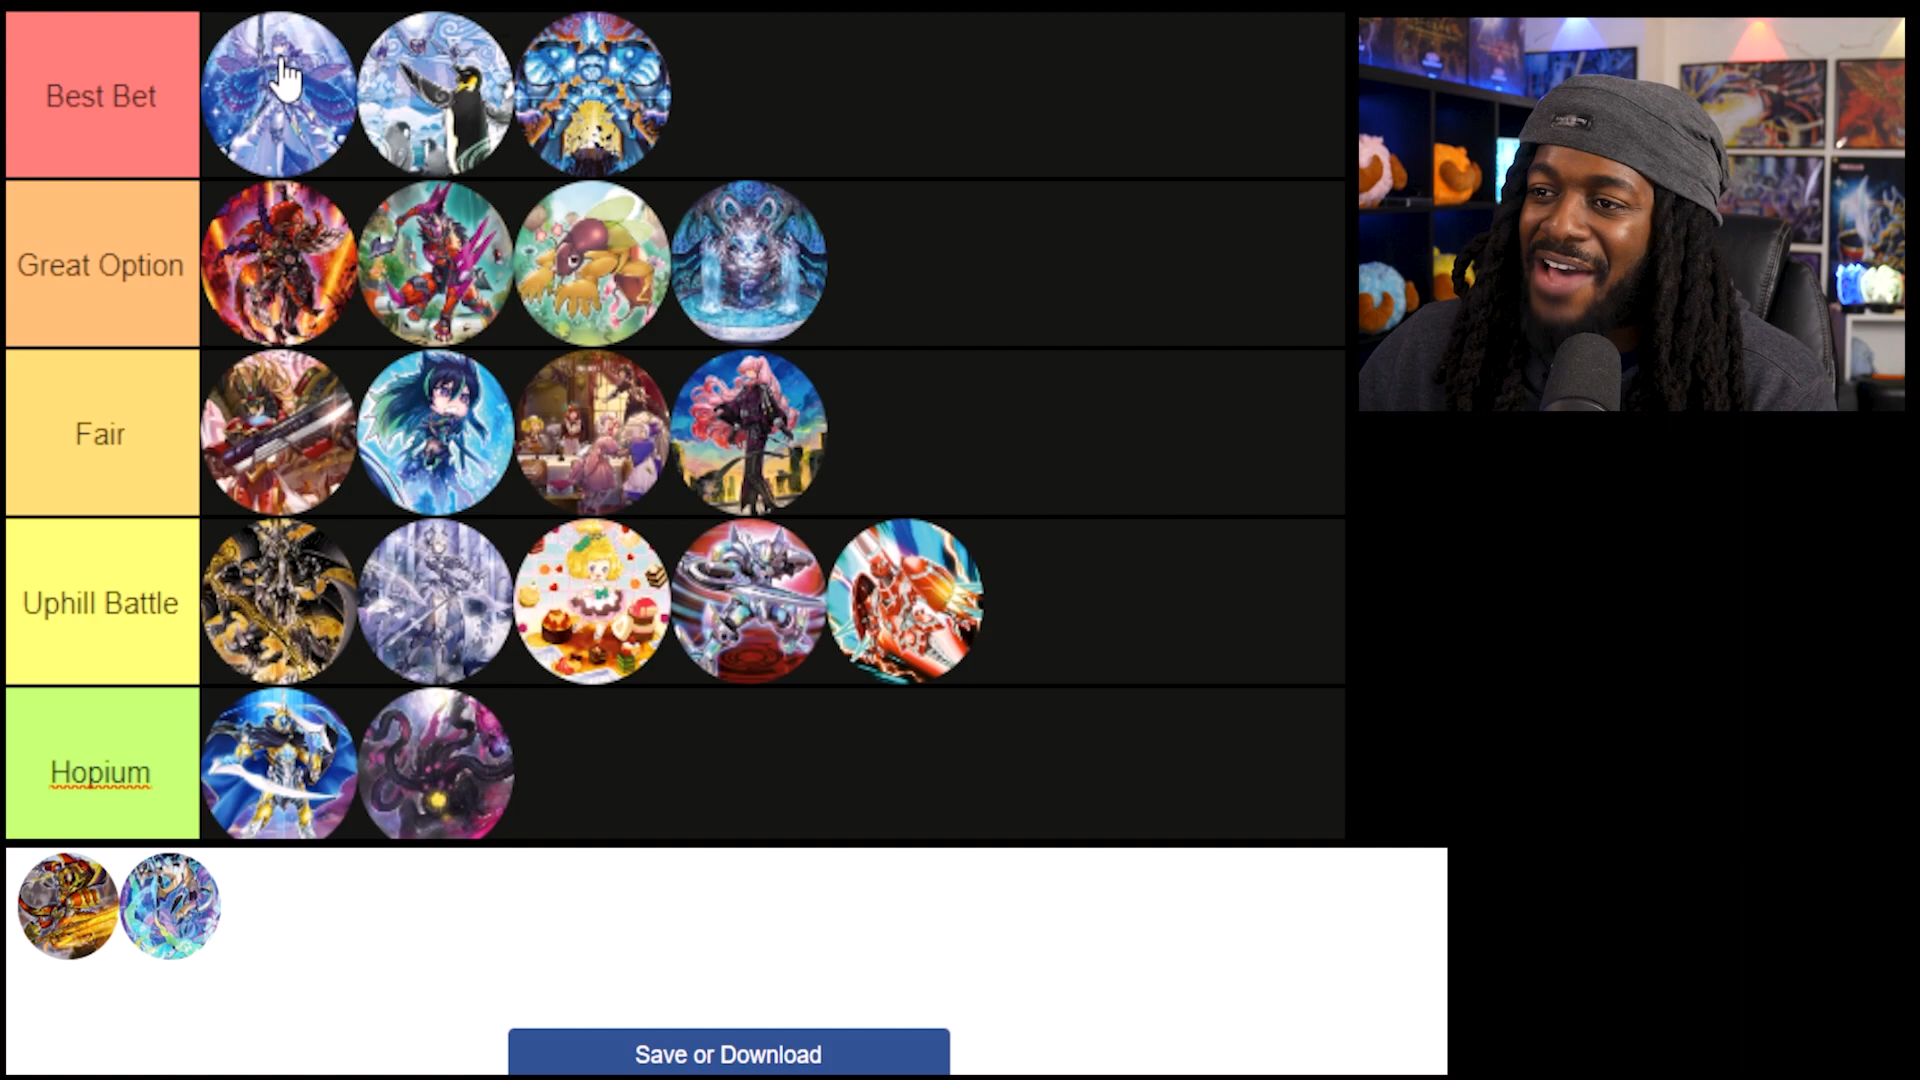 Best Bet
Great Option
Fair
Uphill Battle
Hopium
Save or Download